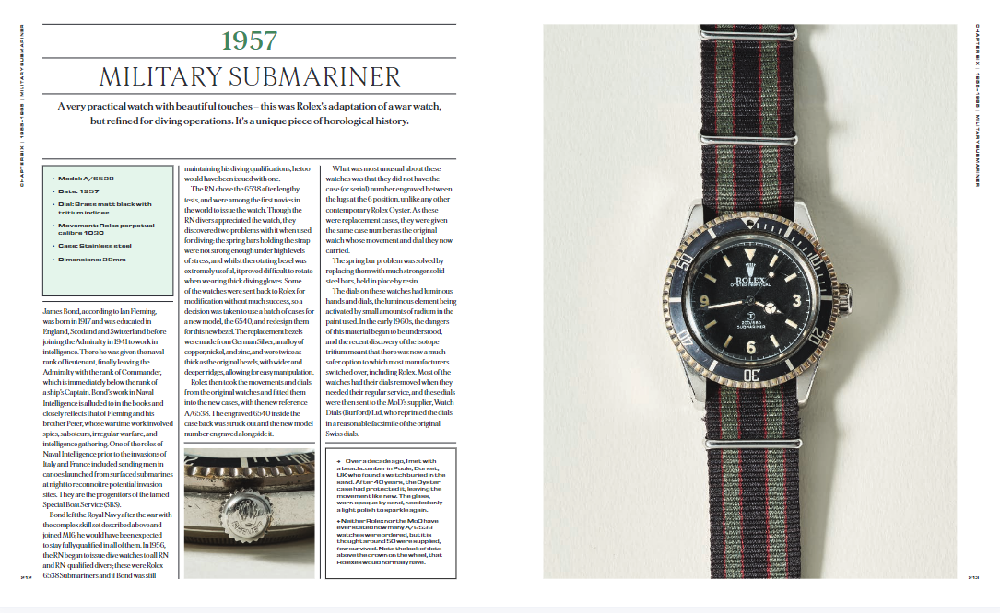 CHAPTER SIX | 1955–1965 | MILITARY SUBMARINER
1957
MILITARY SUBMARINER
A very practical watch with beautiful touches – this was Rolex's adaptation of a war watch,
but refined for diving operations. It's a unique piece of horological history.
• Model: A/6538
• Date: 1957
• Dial: Brass matt black with
tritium indices
• Movement: Rolex perpetual
calibre 1030
• Case: Stainless steel
• Dimensions: 38mm
James Bond, according to Ian Fleming,
was born in 1917 and was educated in
England, Scotland and Switzerland before
joining the Admiralty in 1941 to work in
intelligence. There he was given the naval
rank of lieutenant, finally leaving the
Admiralty with the rank of Commander,
which is immediately below the rank of
a ship's Captain. Bond's work in Naval
Intelligence is alluded to in the books and
closely reflects that of Fleming and his
brother Peter, whose wartime work involved
spies, saboteurs, irregular warfare, and
intelligence gathering. One of the roles of
Naval Intelligence prior to the invasions of
Italy and France included sending men in
canoes launched from surfaced submarines
at night to reconnoitre potential invasion
sites. They are the progenitors of the famed
Special Boat Service (SBS).
Bond left the Royal Navy after the war with
the complex skill set described above and
joined MI6; he would have been expected
to stay fully qualified in all of them. In 1956,
the RN began to issue dive watches to all RN
and RN-qualified divers; these were Rolex
6538 Submariners and if Bond was still
maintaining his diving qualifications, he too
would have been issued with one.
The RN chose the 6538 after lengthy
tests, and were among the first navies in
the world to issue the watch. Though the
RN divers appreciated the watch, they
discovered two problems with it when used
for diving: the spring bars holding the strap
were not strong enough under high levels
of stress, and whilst the rotating bezel was
extremely useful, it proved difficult to rotate
when wearing thick diving gloves. Some
of the watches were sent back to Rolex for
modification without much success, so a
decision was taken to use a batch of cases for
a new model, the 6540, and redesign them
for this new bezel. The replacement bezels
were made from German Silver, an alloy of
copper, nickel, and zinc, and were twice as
thick as the original bezels, with wider and
deeper ridges, allowing for easy manipulation.
Rolex then took the movements and dials
from the original watches and fitted them
into the new cases, with the new reference
A/6538. The engraved 6540 inside the
case back was struck out and the new model
number engraved alongside it.
What was most unusual about these
watches was that they did not have the
case (or serial) number engraved between
the lugs at the 6 position, unlike any other
contemporary Rolex Oyster. As these
were replacement cases, they were given
the same case number as the original
watch whose movement and dial they now
carried.
The spring bar problem was solved by
replacing them with much stronger solid
steel bars, held in place by resin.
The dials on these watches had luminous
hands and dials, the luminous element being
activated by small amounts of radium in the
paint used. In the early 1960s, the dangers
of this material began to be understood,
and the recent discovery of the isotope
tritium meant that there was now a much
safer option to which most manufacturers
switched over, including Rolex. Most of the
watches had their dials removed when they
needed their regular service, and these dials
were then sent to the MoD's supplier, Watch
Dials (Burford) Ltd, who reprinted the dials
in a reasonable facsimile of the original
Swiss dials.
+ Over a decade ago, I met with
a beachcomber in Poole, Dorset,
UK who found a watch buried in the
sand. After 40 years, the Oyster
case had protected it, leaving the
movement like new. The glass,
worn opaque by sand, needed only
a light polish to sparkle again.
+ Neither Rolex nor the MoD have
ever stated how many A/6538
watches were ordered, but it is
thought around 50 were supplied,
few survived. Note the lack of dots
above the crown on the wheel, that
Rolexes would normally have.
ROLEX
OYSTER PERPETUAL
9
3
T
200/660
SUBMARINER
6
50
20
30
CHAPTER SIX | 1955–1965 | MILITARY SUBMARINER